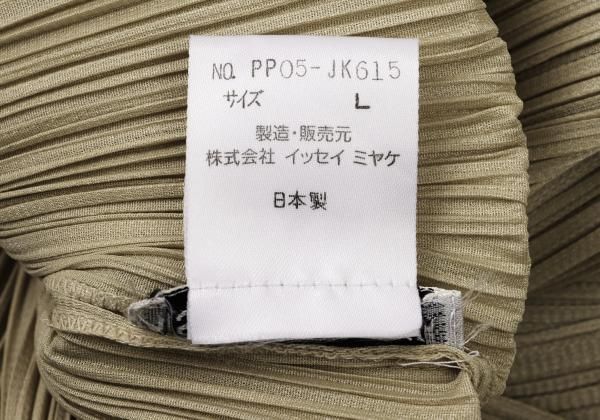 NO. PP05-JK615
サイズ L
製造・販売元
株式会社 イッセイ ミヤケ
日本製